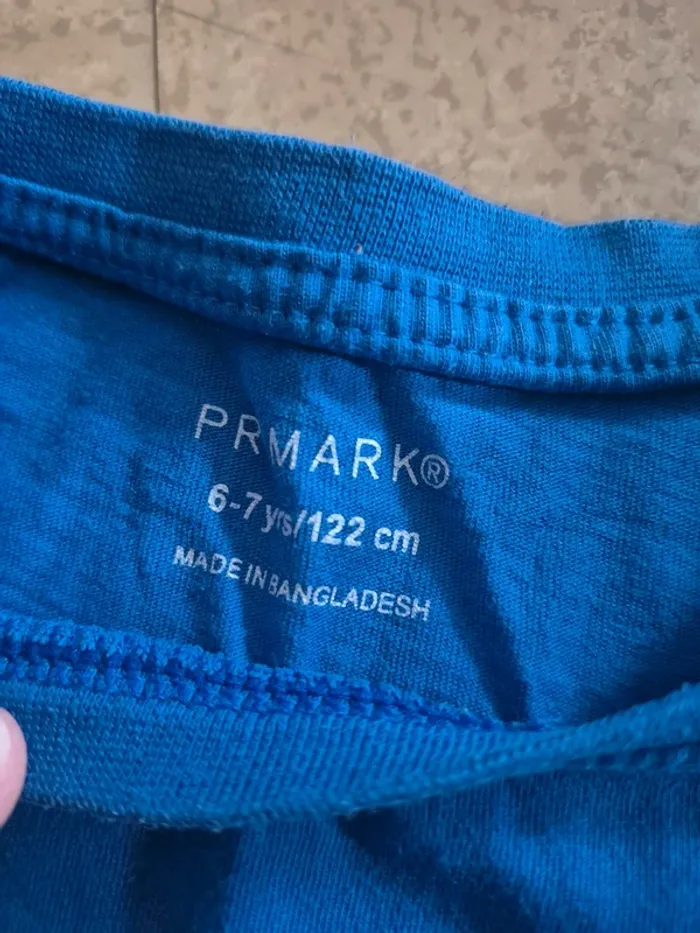 PRMARK®
6-7 yrs/122 cm
MADE IN BANGLADESH